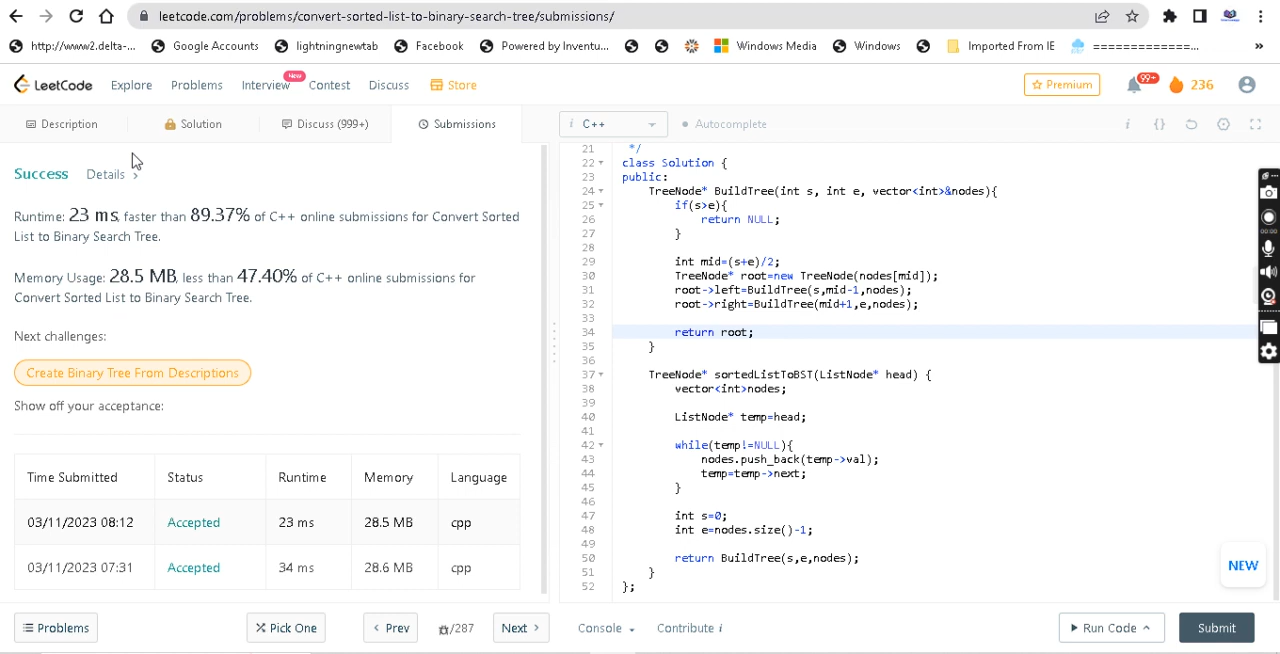 leetcode.com/problems/convert-sorted-list-to-binary-search-tree/submissions/
http://www2.delta-... Google Accounts lightningnewtab Facebook Powered by Inventu... Windows Media Windows Imported From IE ==============... »
LeetCode Explore Problems Interview New Contest Discuss Store Premium 99+ 236
Description Solution Discuss (999+) Submissions
i C++ Autocomplete i {}
Success Details >
Runtime: 23 ms, faster than 89.37% of C++ online submissions for Convert Sorted
List to Binary Search Tree.
Memory Usage: 28.5 MB, less than 47.40% of C++ online submissions for
Convert Sorted List to Binary Search Tree.
Next challenges:
Create Binary Tree From Descriptions
Show off your acceptance:
Time Submitted Status Runtime Memory Language
03/11/2023 08:12 Accepted 23 ms 28.5 MB cpp
03/11/2023 07:31 Accepted 34 ms 28.6 MB cpp
21 */
22 class Solution {
23 public:
24 TreeNode* BuildTree(int s, int e, vector<int>&nodes){
25 if(s>e){
26 return NULL;
27 }
28
29 int mid=(s+e)/2;
30 TreeNode* root=new TreeNode(nodes[mid]);
31 root->left=BuildTree(s,mid-1,nodes);
32 root->right=BuildTree(mid+1,e,nodes);
33
34 return root;
35 }
36
37 TreeNode* sortedListToBST(ListNode* head) {
38 vector<int>nodes;
39
40 ListNode* temp=head;
41
42 while(temp!=NULL){
43 nodes.push_back(temp->val);
44 temp=temp->next;
45 }
46
47 int s=0;
48 int e=nodes.size()-1;
49
50 return BuildTree(s,e,nodes);
51 }
52 };
00:00
NEW
Problems Pick One < Prev /287 Next > Console Contribute i Run Code Submit